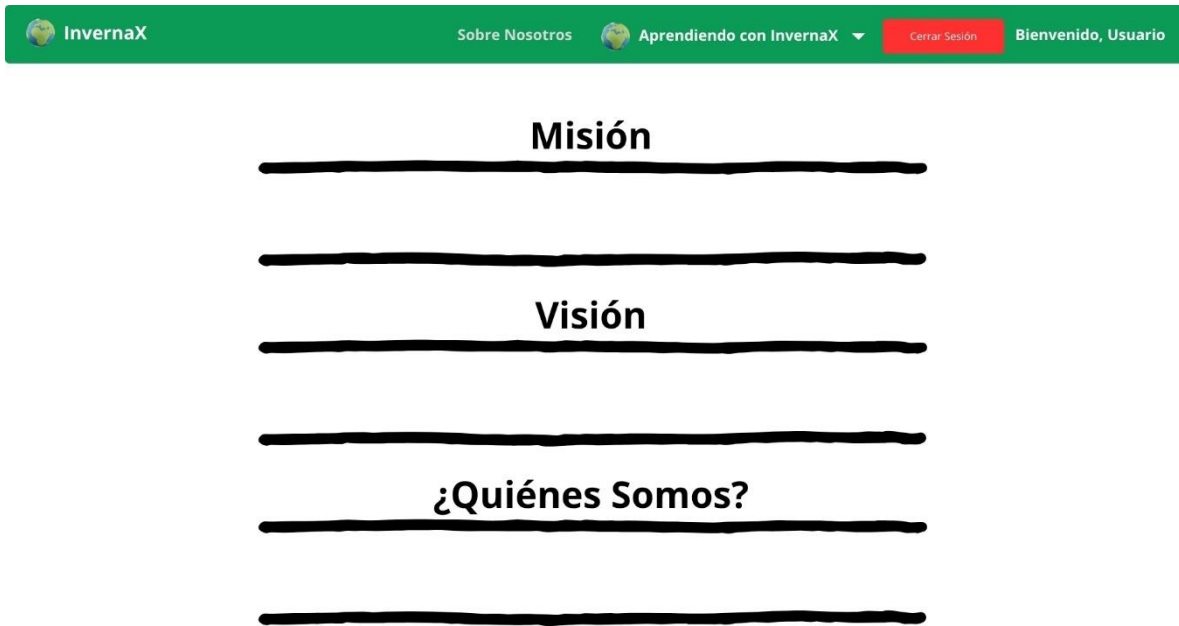 InvernaX Sobre Nosotros Aprendiendo con InvernaX Cerrar Sesión Bienvenido, Usuario
Misión
Visión
¿Quiénes Somos?